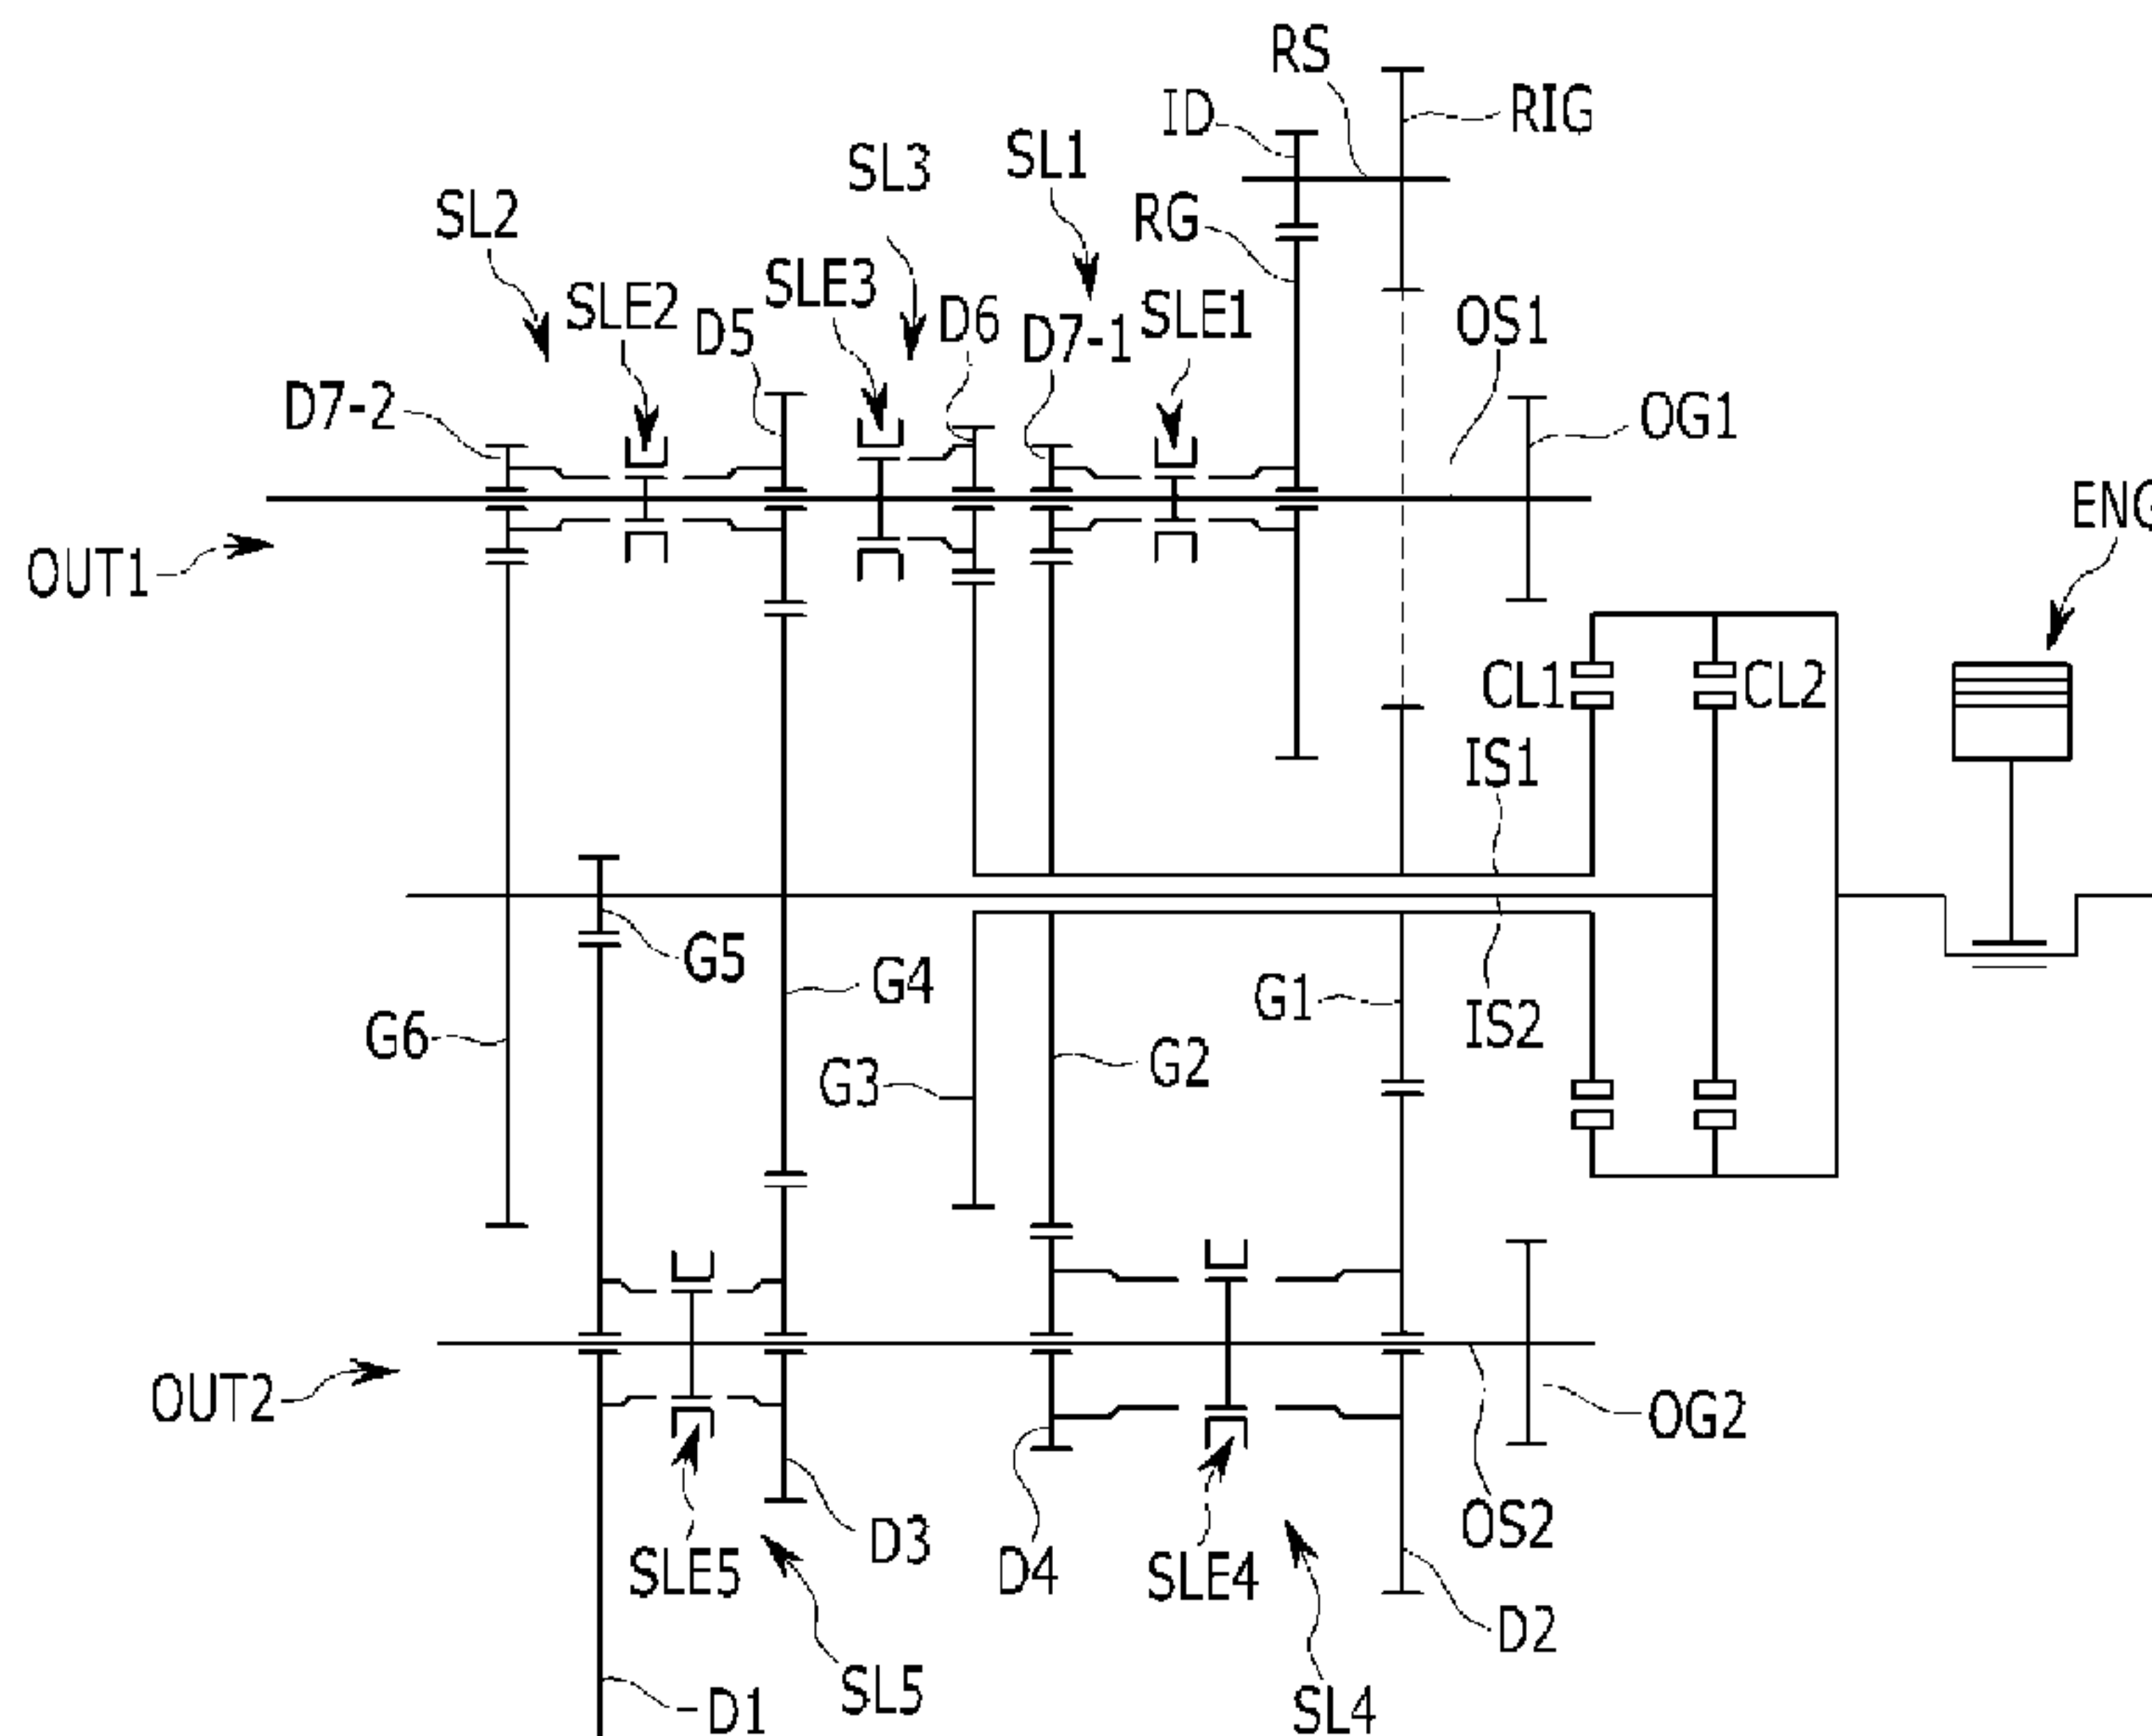 RS
ID
RIG
SL3
SL1
SL2
RG
SLE3
SLE2
D5
D6
D7-1
SLE1
OS1
D7-2
OG1
ENG
OUT1
CL1
CL2
IS1
G5
G4
G1
G6
IS2
G3
G2
OUT2
OG2
OS2
D3
SLE5
D4
SLE4
D2
SL5
D1
SL4